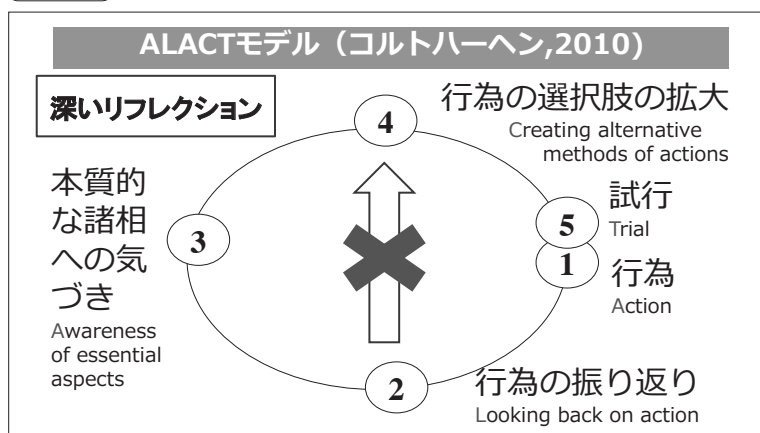 ALACTモデル（コルトハーヘン,2010)
深いリフレクション
4
行為の選択肢の拡大
Creating alternative
methods of actions
本質的
な諸相
への気
づき
Awareness
of essential
aspects
3
5
試行
Trial
1
行為
Action
2
行為の振り返り
Looking back on action